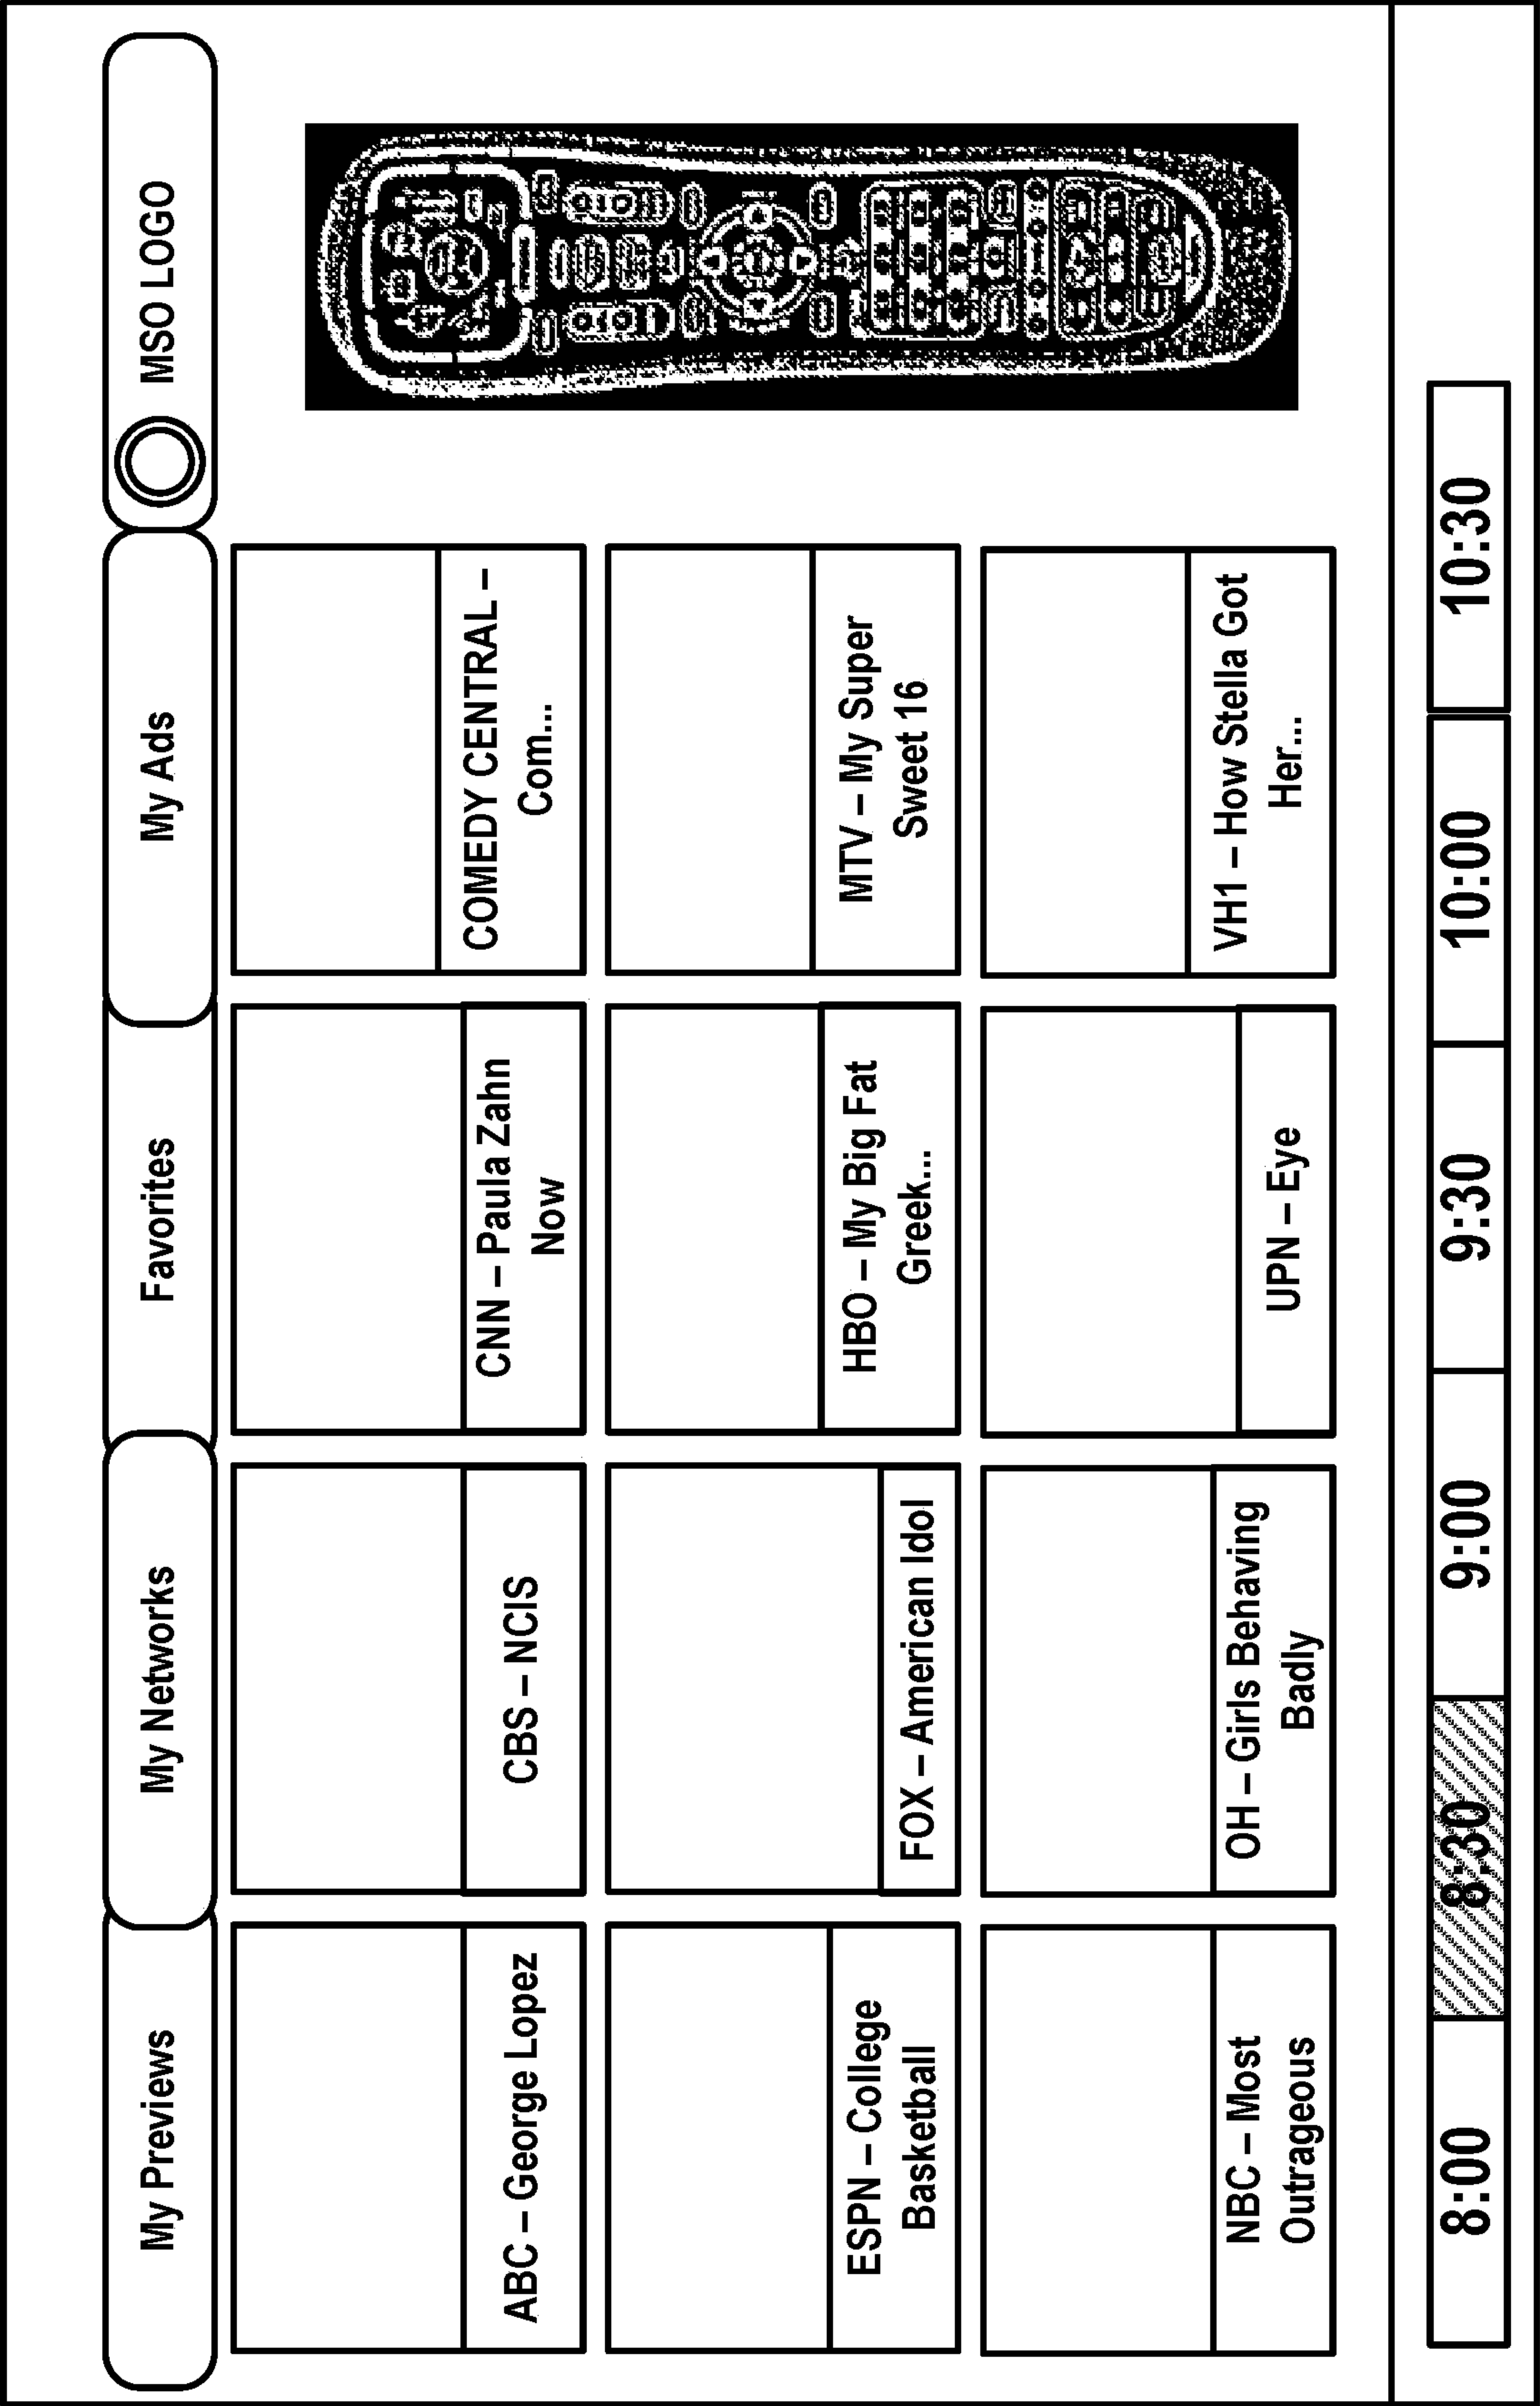 My Previews
My Networks
Favorites
My Ads
MSO LOGO
ABC – George Lopez
CBS – NCIS
CNN – Paula Zahn
Now
COMEDY CENTRAL –
Com...
ESPN – College
Basketball
FOX – American Idol
HBO – My Big Fat
Greek...
MTV – My Super
Sweet 16
NBC – Most
Outrageous
OH – Girls Behaving
Badly
UPN – Eye
VH1 – How Stella Got
Her...
8:00
8:30
9:00
9:30
10:00
10:30